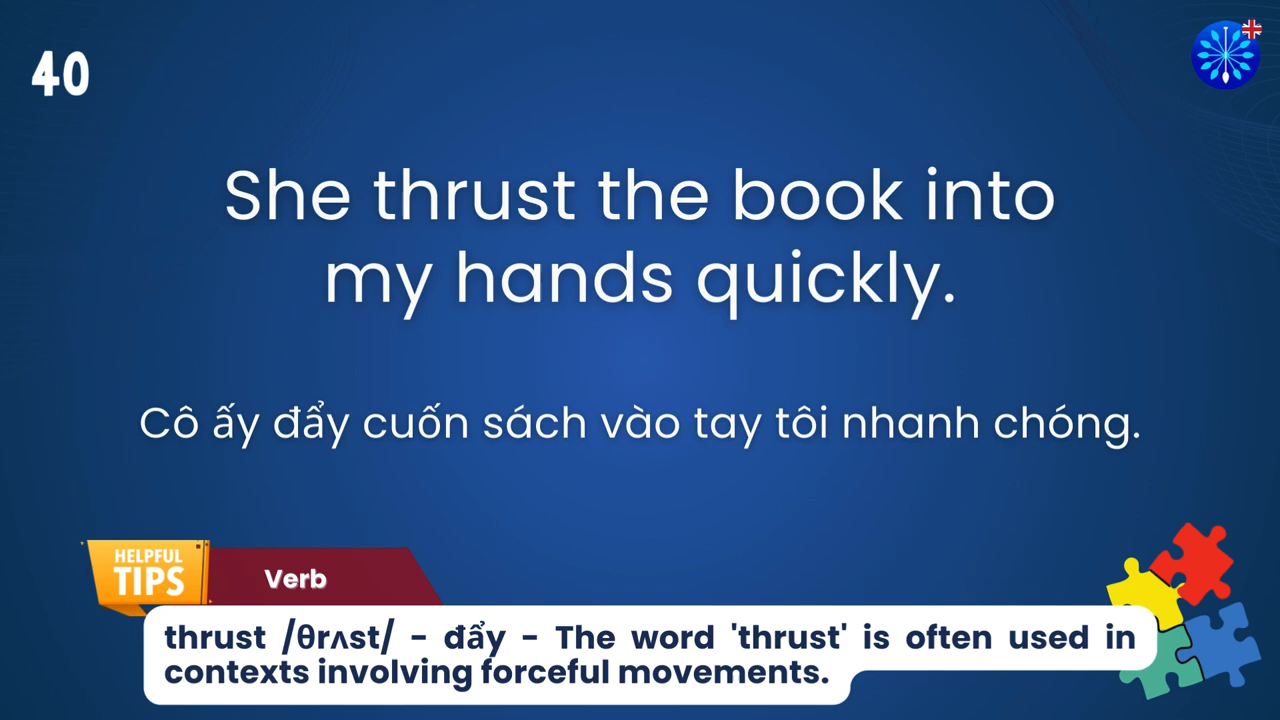 40
She thrust the book into
my hands quickly.
Cô ấy đẩy cuốn sách vào tay tôi nhanh chóng.
HELPFUL
TIPS
Verb
thrust /θrʌst/ - đẩy - The word 'thrust' is often used in
contexts involving forceful movements.